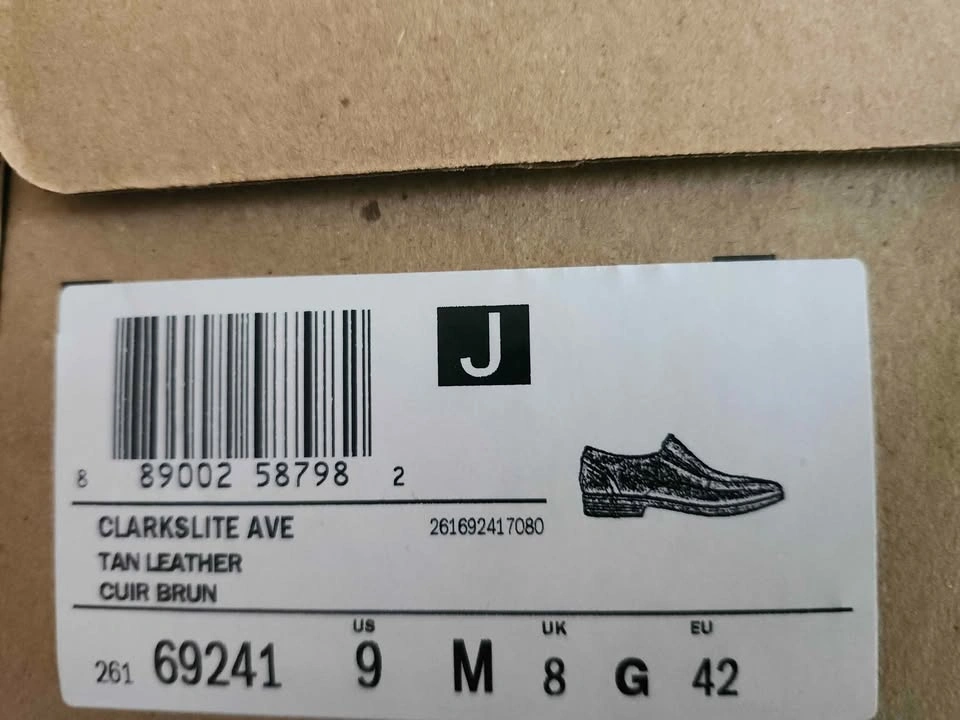 J
8 89002 58798 2
CLARKSLITE AVE 261692417080
TAN LEATHER
CUIR BRUN
US UK EU
261 69241 9 M 8 G 42